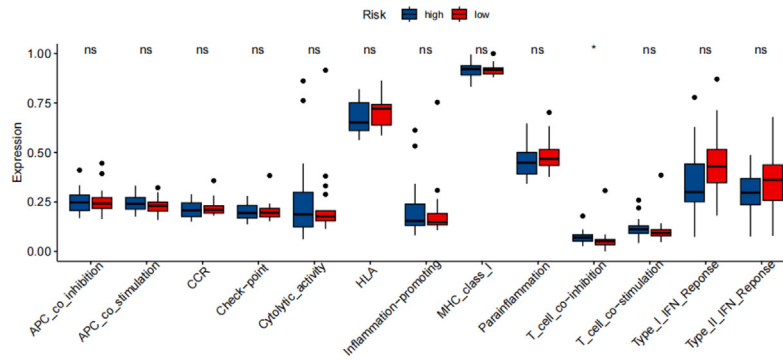 Risk high low
ns ns ns ns ns ns ns ns ns * ns ns ns
1.00
0.75
0.50
0.25
0.00
Expression
APC_co_inhibition
APC_co_stimulation
CCR
Check-point
Cytolytic_activity
HLA
Inflammation-promoting
MHC_class_I
Parainflammation
T_cell_co-inhibition
T_cell_co-stimulation
Type_I_IFN_Reponse
Type_II_IFN_Reponse